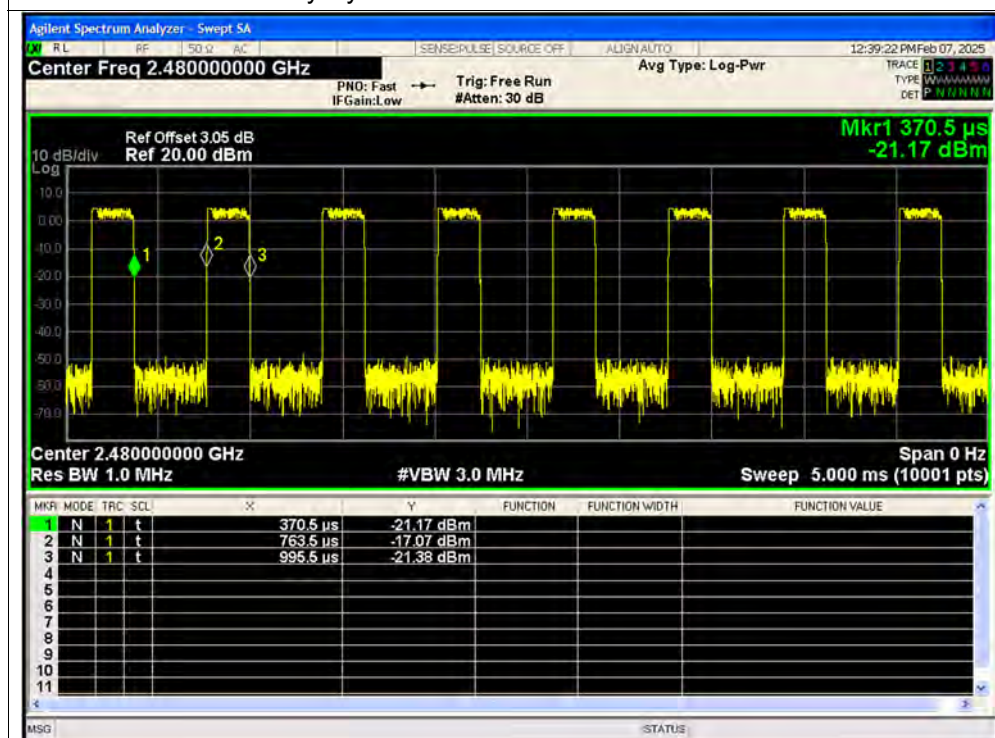 Agilent Spectrum Analyzer - Swept SA
RL RF 50 Ω AC SENSE:PULSE SOURCE OFF ALIGN AUTO 12:39:22 PM Feb 07, 2025
Center Freq 2.480000000 GHz
PNO: Fast
IFGain:Low
Trig: Free Run
#Atten: 30 dB
Avg Type: Log-Pwr
TRACE 1 2 3 4 5 6
TYPE WWWWWW
DET P N N N N N
Mkr1 370.5 µs
-21.17 dBm
Ref Offset 3.05 dB
10 dB/div Ref 20.00 dBm
Log
10.0
0.00
-10.0
-20.0
-30.0
-40.0
-50.0
-60.0
-70.0
1
2
3
Center 2.480000000 GHz Span 0 Hz
Res BW 1.0 MHz #VBW 3.0 MHz Sweep 5.000 ms (10001 pts)
MKR MODE TRC SCL X Y FUNCTION FUNCTION WIDTH FUNCTION VALUE
1 N 1 t 370.5 µs -21.17 dBm
2 N 1 t 763.5 µs -17.07 dBm
3 N 1 t 995.5 µs -21.38 dBm
4
5
6
7
8
9
10
11
MSG STATUS